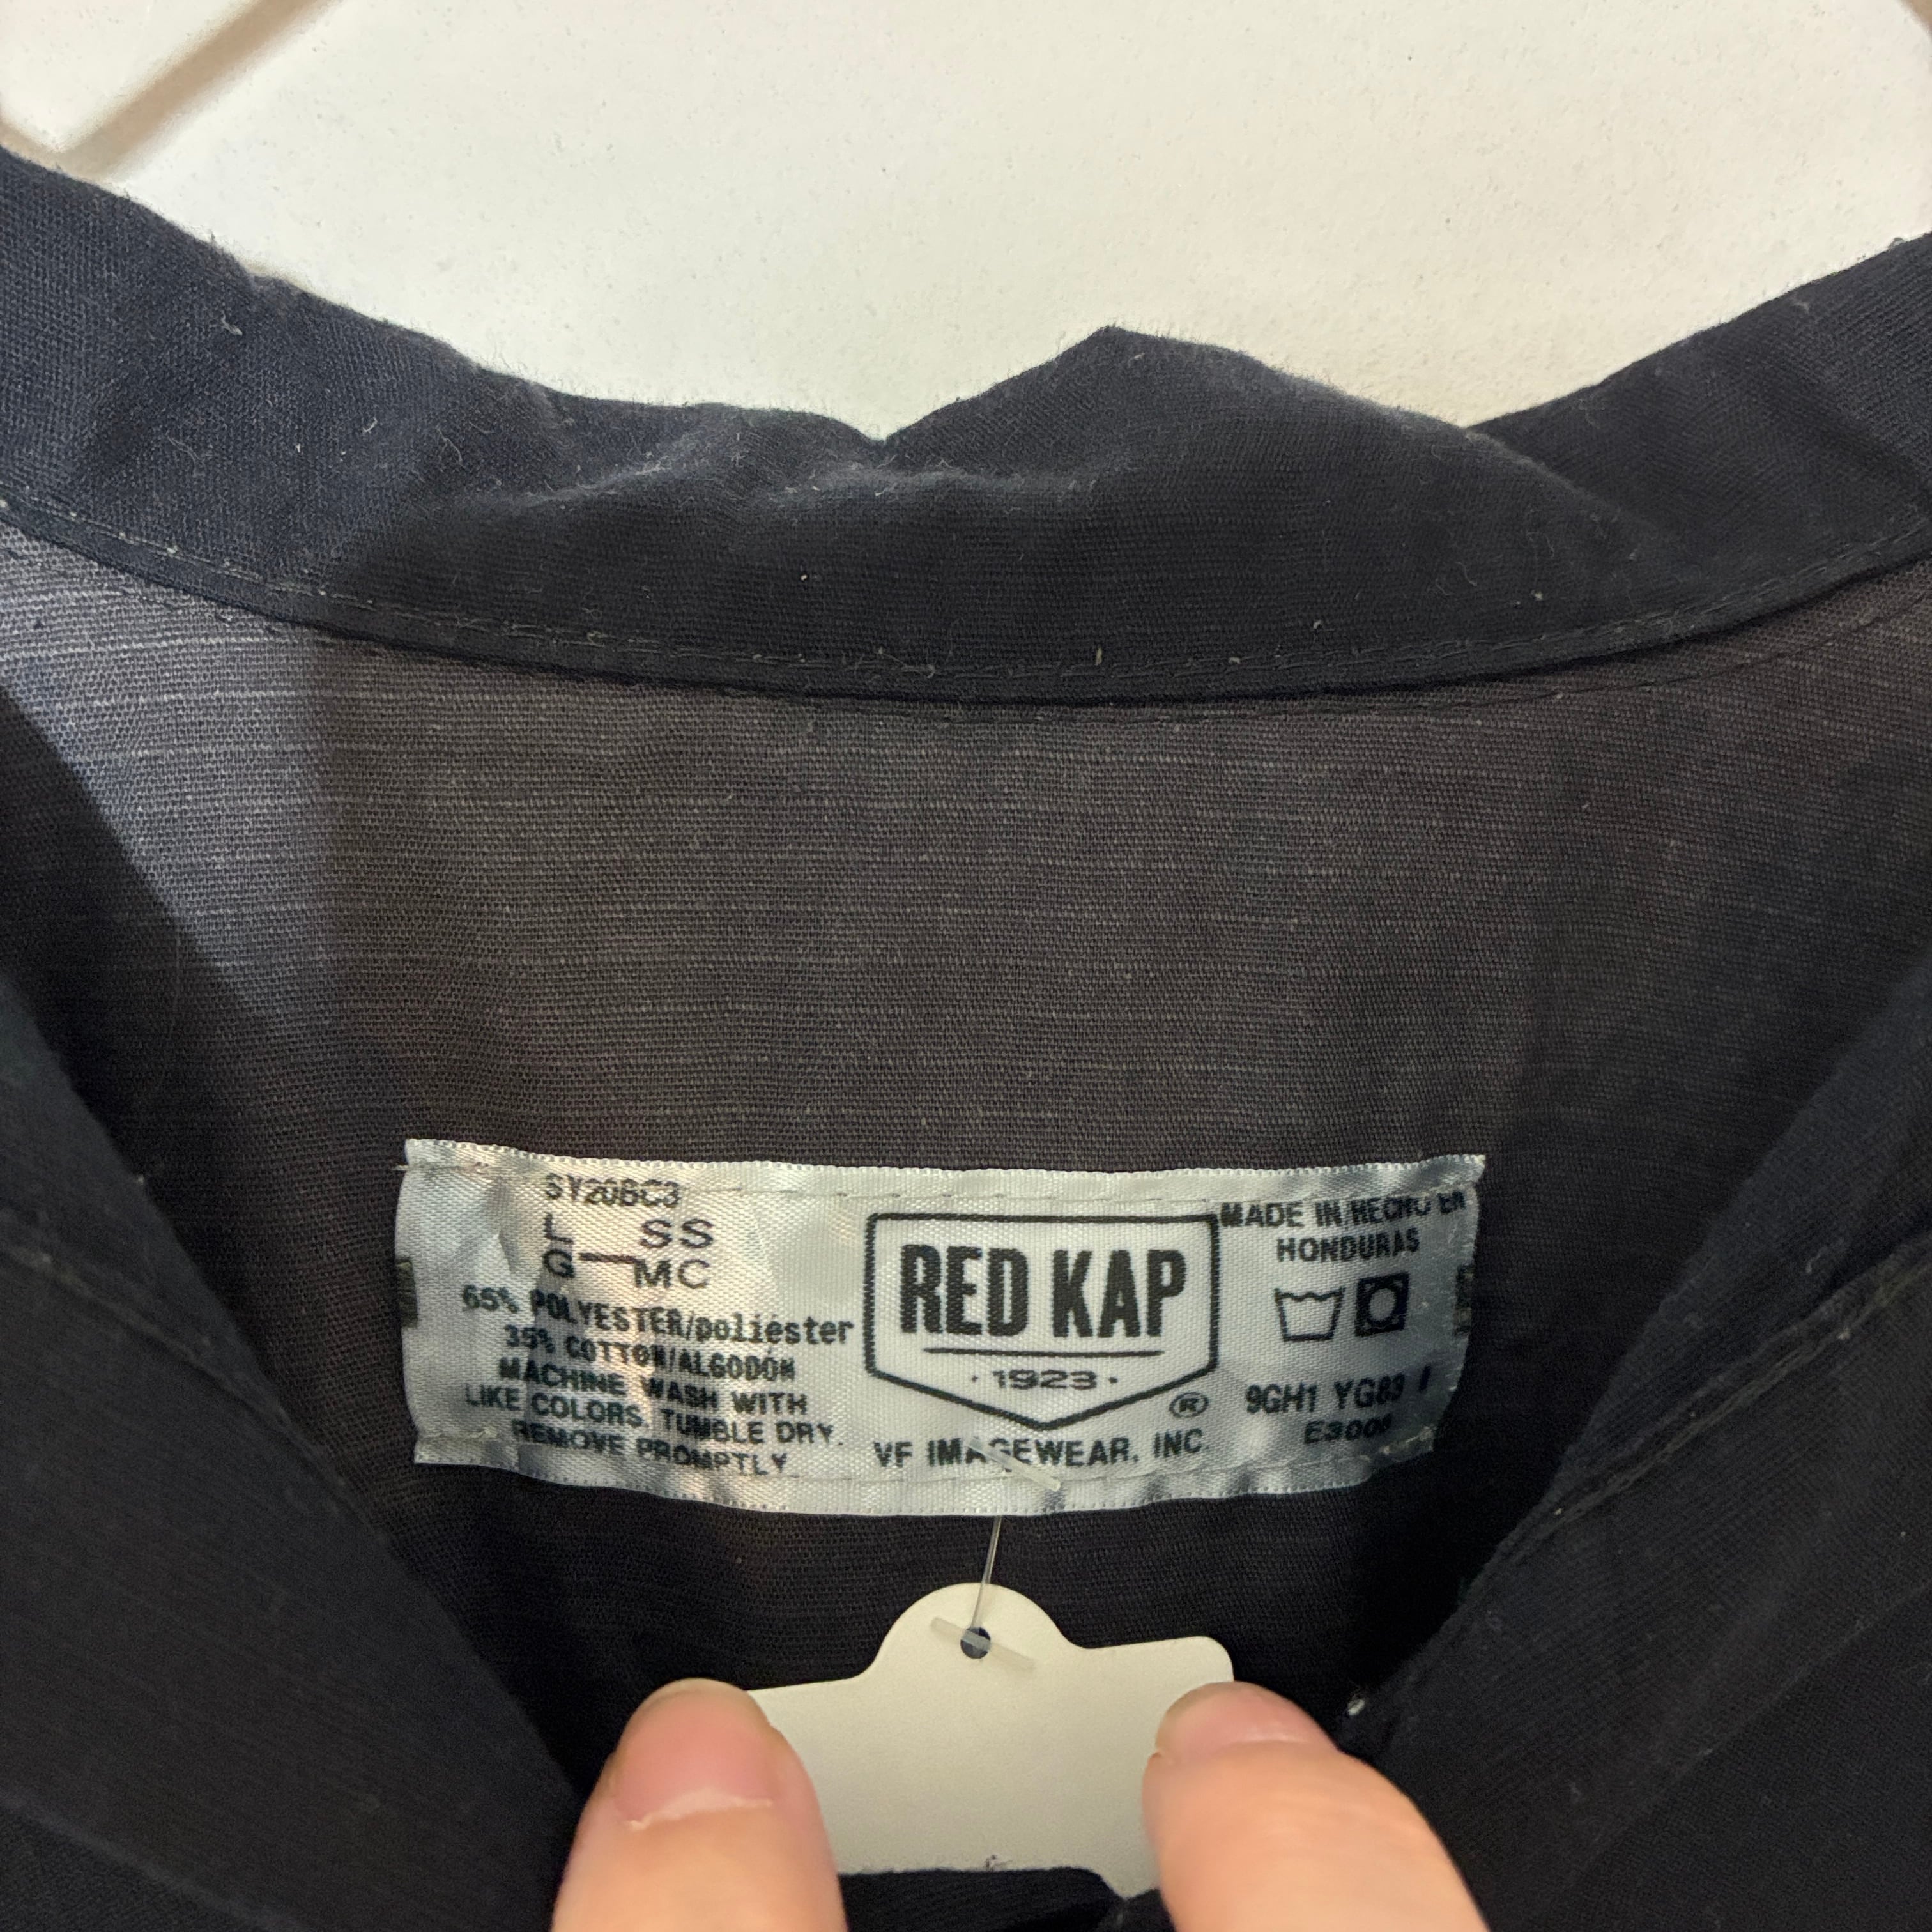 SY20BC3
L SS
G—MC
65% POLYESTER/poliéster
35% COTTON/ALGODÓN
MACHINE WASH WITH
LIKE COLORS. TUMBLE DRY.
REMOVE PROMPTLY
RED KAP
· 1923 ·
®
VF IMAGEWEAR, INC.
MADE IN/HECHO EN
HONDURAS
9GH1